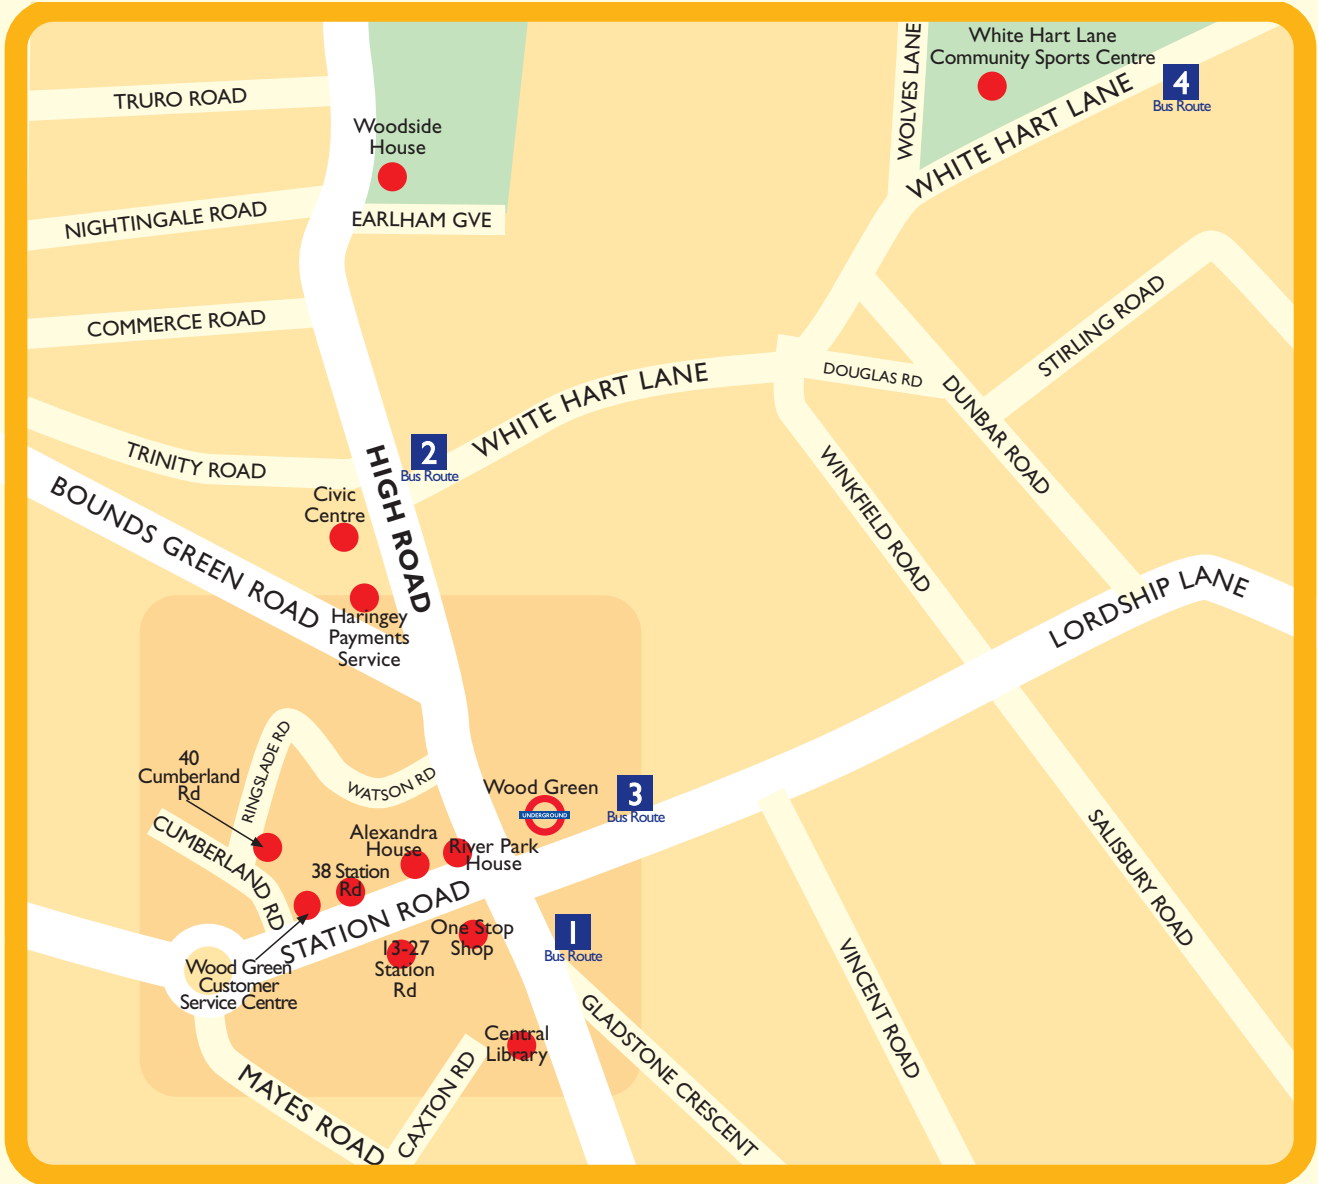 White Hart Lane
Community Sports Centre
WOLVES LANE
4
Bus Route
TRURO ROAD
WHITE HART LANE
Woodside
House
NIGHTINGALE ROAD
EARLHAM GVE
COMMERCE ROAD
STIRLING ROAD
DOUGLAS RD
WHITE HART LANE
DUNBAR ROAD
TRINITY ROAD
HIGH ROAD
2
Bus Route
WINKFIELD ROAD
BOUNDS GREEN ROAD
Civic
Centre
Haringey
Payments
Service
LORDSHIP LANE
RINGSLADE RD
WATSON RD
40
Cumberland
Rd
Wood Green
UNDERGROUND
3
Bus Route
CUMBERLAND RD
Alexandra
House
River Park
House
38 Station
Rd
SALISBURY ROAD
STATION ROAD
One Stop
Shop
1
Bus Route
13-27
Station
Rd
Wood Green
Customer
Service Centre
VINCENT ROAD
GLADSTONE CRESCENT
Central
Library
MAYES ROAD
CAXTON RD